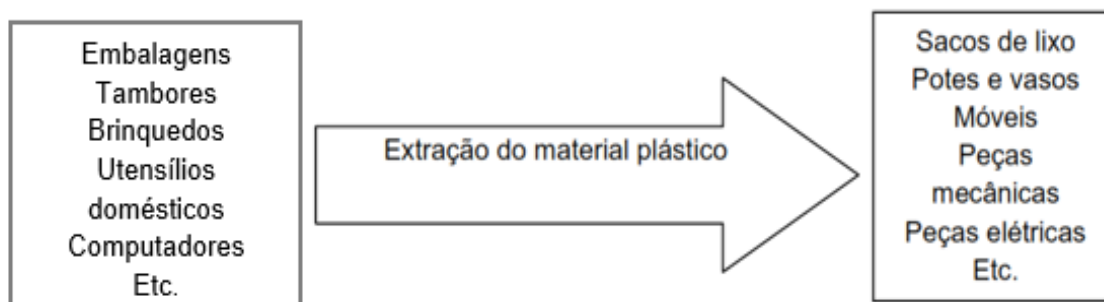 Embalagens
Tambores
Brinquedos
Utensílios
domésticos
Computadores
Etc.
Extração do material plástico
Sacos de lixo
Potes e vasos
Móveis
Peças
mecânicas
Peças elétricas
Etc.